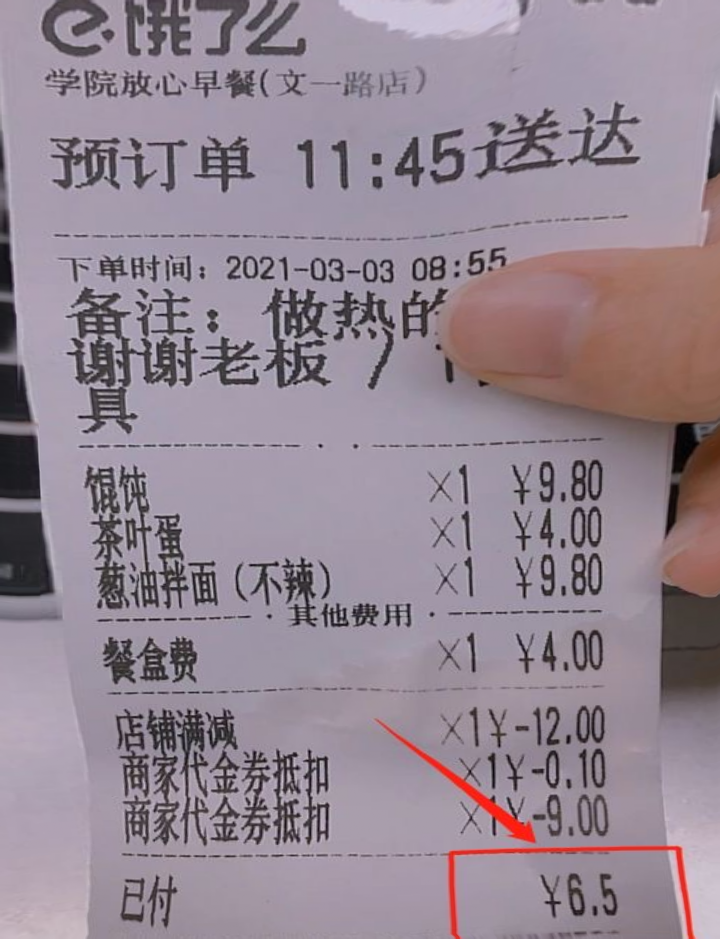 饿了么
学院放心早餐(文一路店)
预订单 11:45送达
下单时间: 2021-03-03 08:55
备注: 做热的
谢谢老板 )
具
馄饨 ×1 ¥9.80
茶叶蛋 ×1 ¥4.00
葱油拌面(不辣) ×1 ¥9.80
其他费用
餐盒费 ×1 ¥4.00
店铺满减 ×1¥-12.00
商家代金券抵扣 ×1¥-0.10
商家代金券抵扣 ×1¥-9.00
已付 ¥6.5